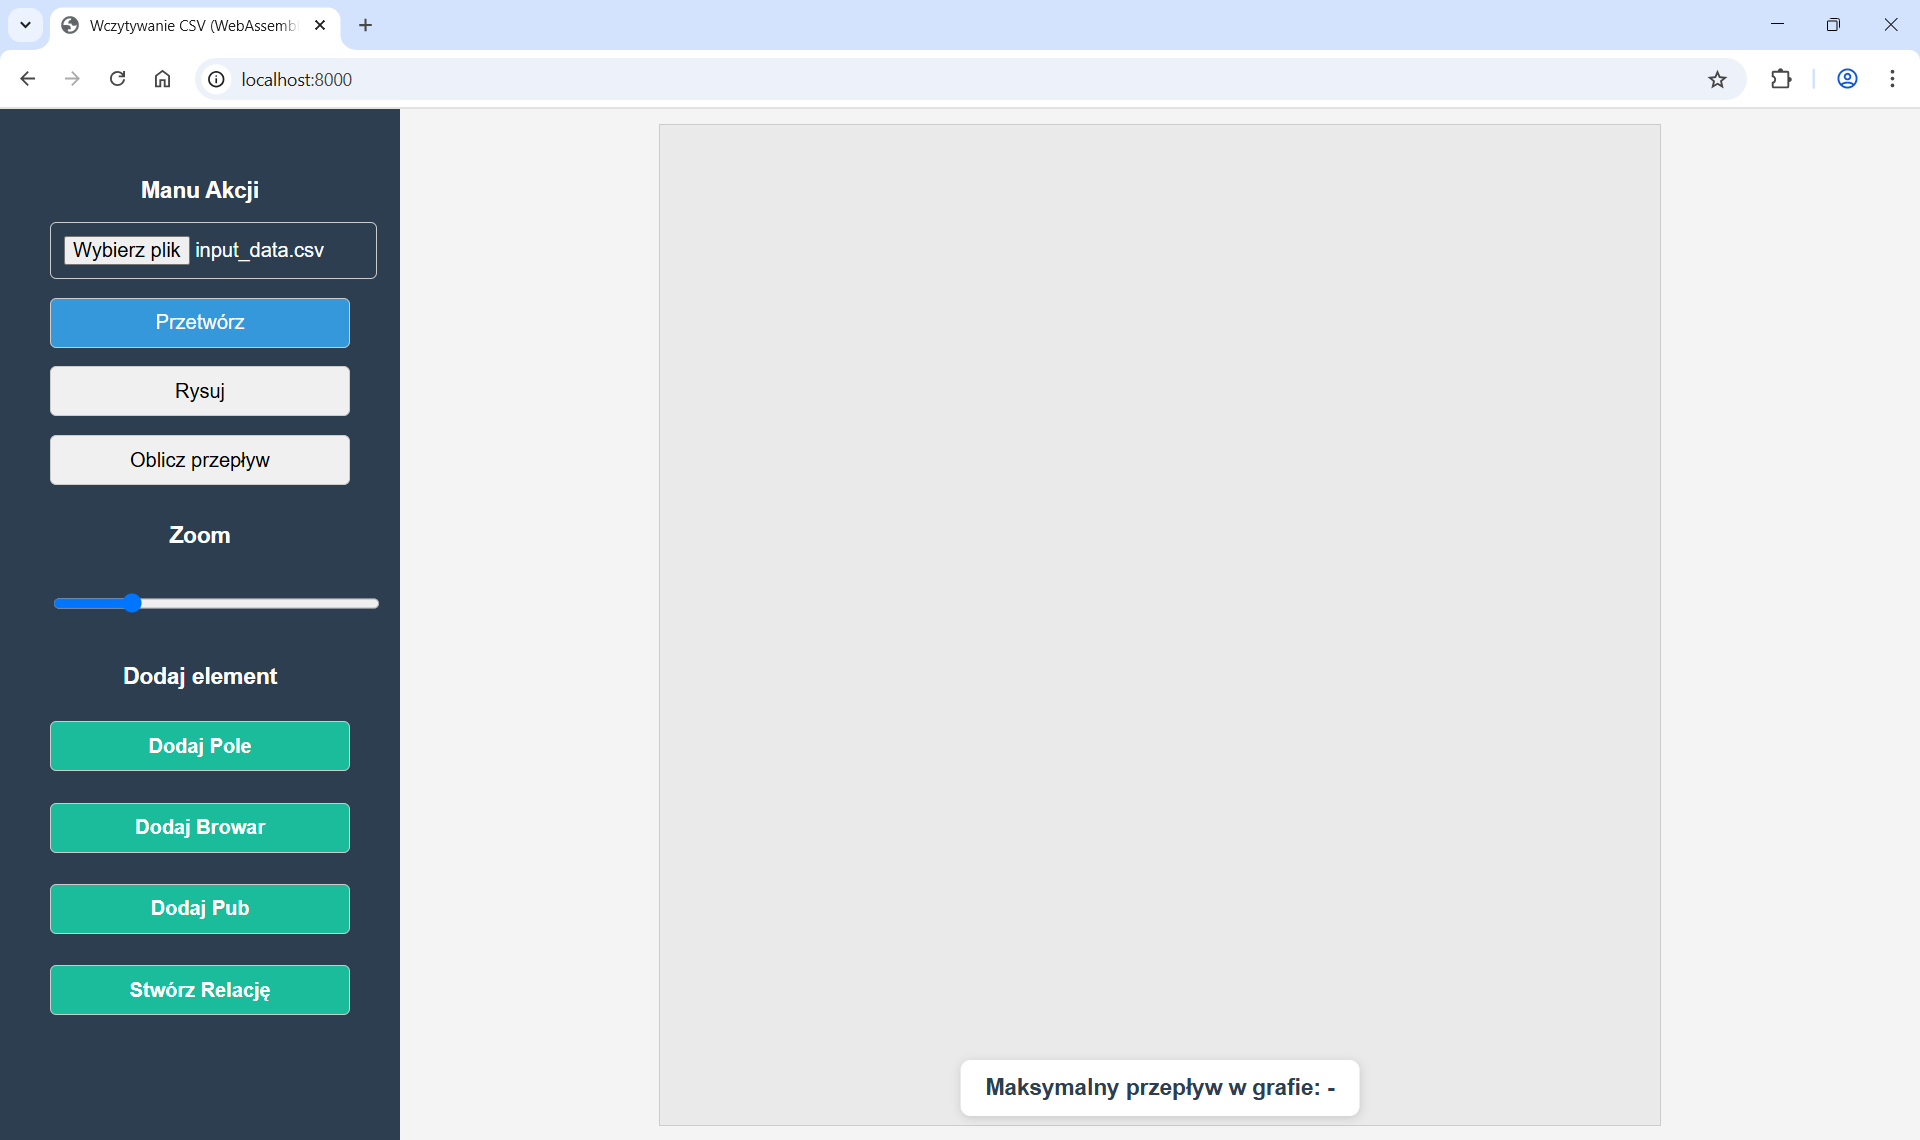 Wczytywanie CSV (WebAssembl
localhost:8000
Manu Akcji
Wybierz plik input_data.csv
Przetwórz
Rysuj
Oblicz przepływ
Zoom
Dodaj element
Dodaj Pole
Dodaj Browar
Dodaj Pub
Stwórz Relację
Maksymalny przepływ w grafie: -